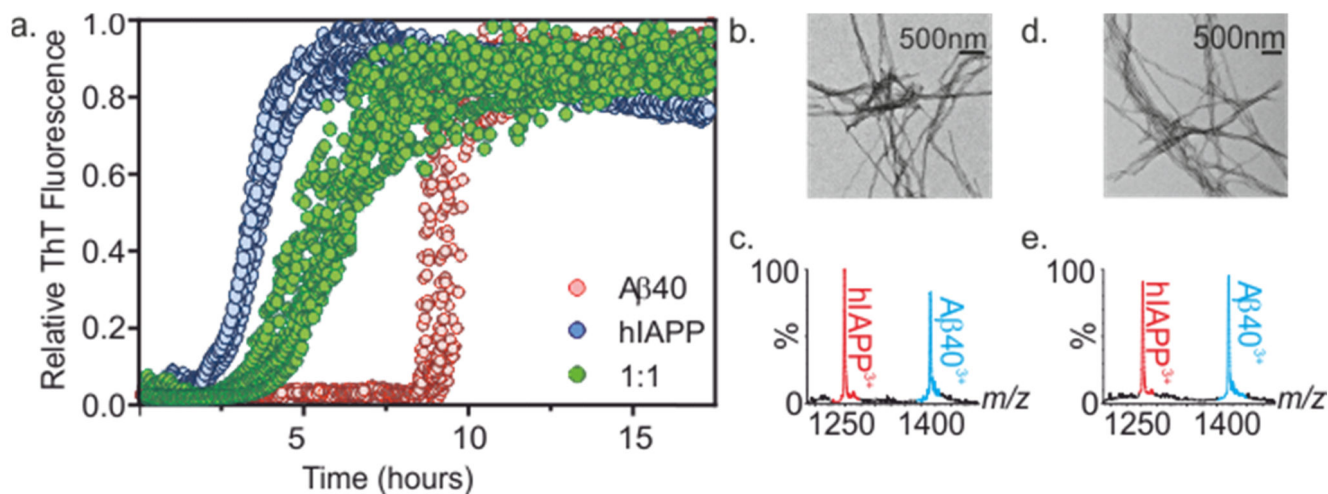 a.
Relative ThT Fluorescence
1.0
0.8
0.6
0.4
0.2
0.0
5
10
15
Time (hours)
Aβ40
hIAPP
1:1
b.
500nm
d.
500nm
c.
100
%
0
hIAPP³⁺
Aβ40³⁺
1250
1400
m/z
e.
100
%
0
hIAPP³⁺
Aβ40³⁺
1250
1400
m/z